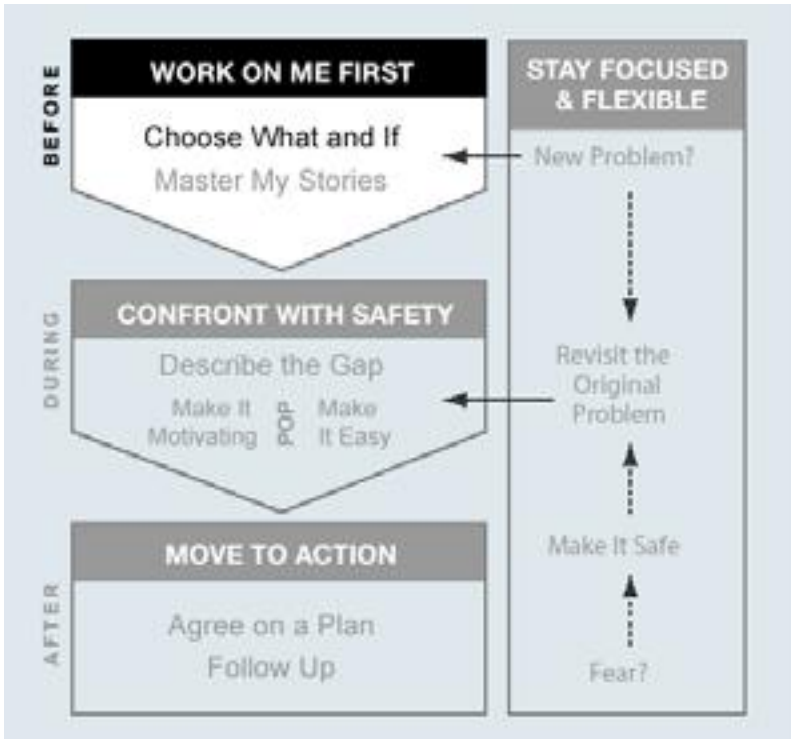 BEFORE
WORK ON ME FIRST
Choose What and If
Master My Stories
DURING
CONFRONT WITH SAFETY
Describe the Gap
Make It
Motivating
POP
Make
It Easy
AFTER
MOVE TO ACTION
Agree on a Plan
Follow Up
STAY FOCUSED
& FLEXIBLE
New Problem?
Revisit the
Original
Problem
Make It Safe
Fear?